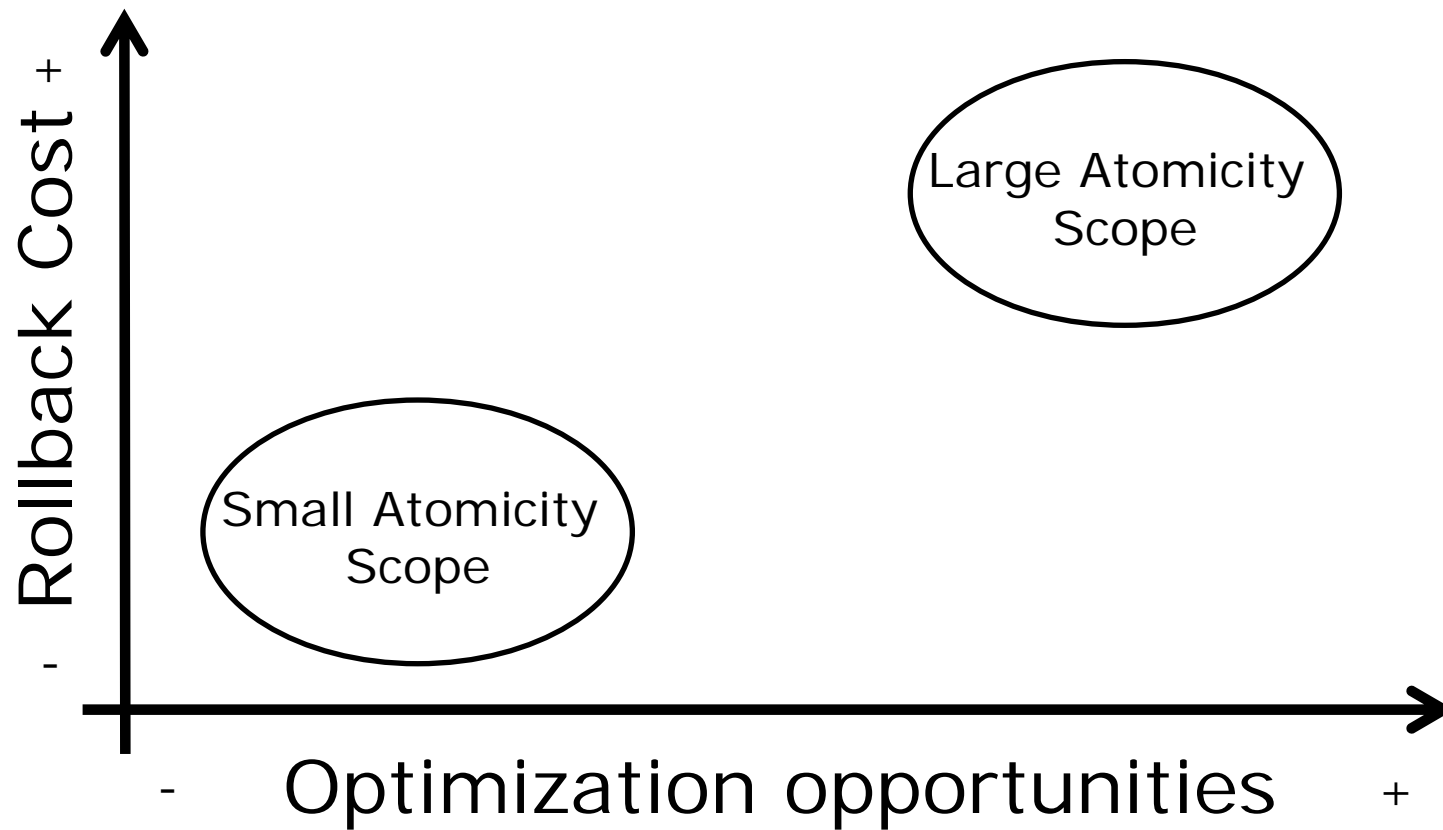 +
Rollback Cost
-
Large Atomicity
Scope
Small Atomicity
Scope
-
Optimization opportunities
+